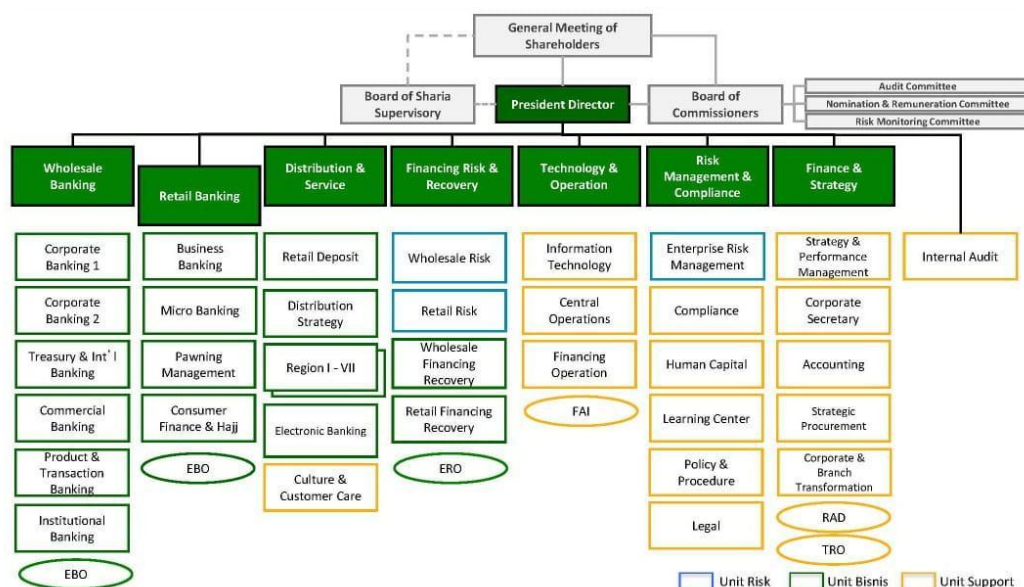 General Meeting of
Shareholders
Board of Sharia
Supervisory
President Director
Board of
Commissioners
Audit Committee
Nomination & Remuneration Committee
Risk Monitoring Committee
Wholesale
Banking
Retail Banking
Distribution &
Service
Financing Risk &
Recovery
Technology &
Operation
Risk
Management &
Compliance
Finance &
Strategy
Corporate
Banking 1
Corporate
Banking 2
Treasury & Int' l
Banking
Commercial
Banking
Product &
Transaction
Banking
Institutional
Banking
EBO
Business
Banking
Micro Banking
Pawning
Management
Consumer
Finance & Hajj
EBO
Retail Deposit
Distribution
Strategy
Region I - VII
Electronic Banking
Culture &
Customer Care
Wholesale Risk
Retail Risk
Wholesale
Financing
Recovery
Retail Financing
Recovery
ERO
Information
Technology
Central
Operations
Financing
Operation
FAI
Enterprise Risk
Management
Compliance
Human Capital
Learning Center
Policy &
Procedure
Legal
Strategy &
Performance
Management
Corporate
Secretary
Accounting
Strategic
Procurement
Corporate &
Branch
Transformation
RAD
TRO
Internal Audit
Unit Risk
Unit Bisnis
Unit Support